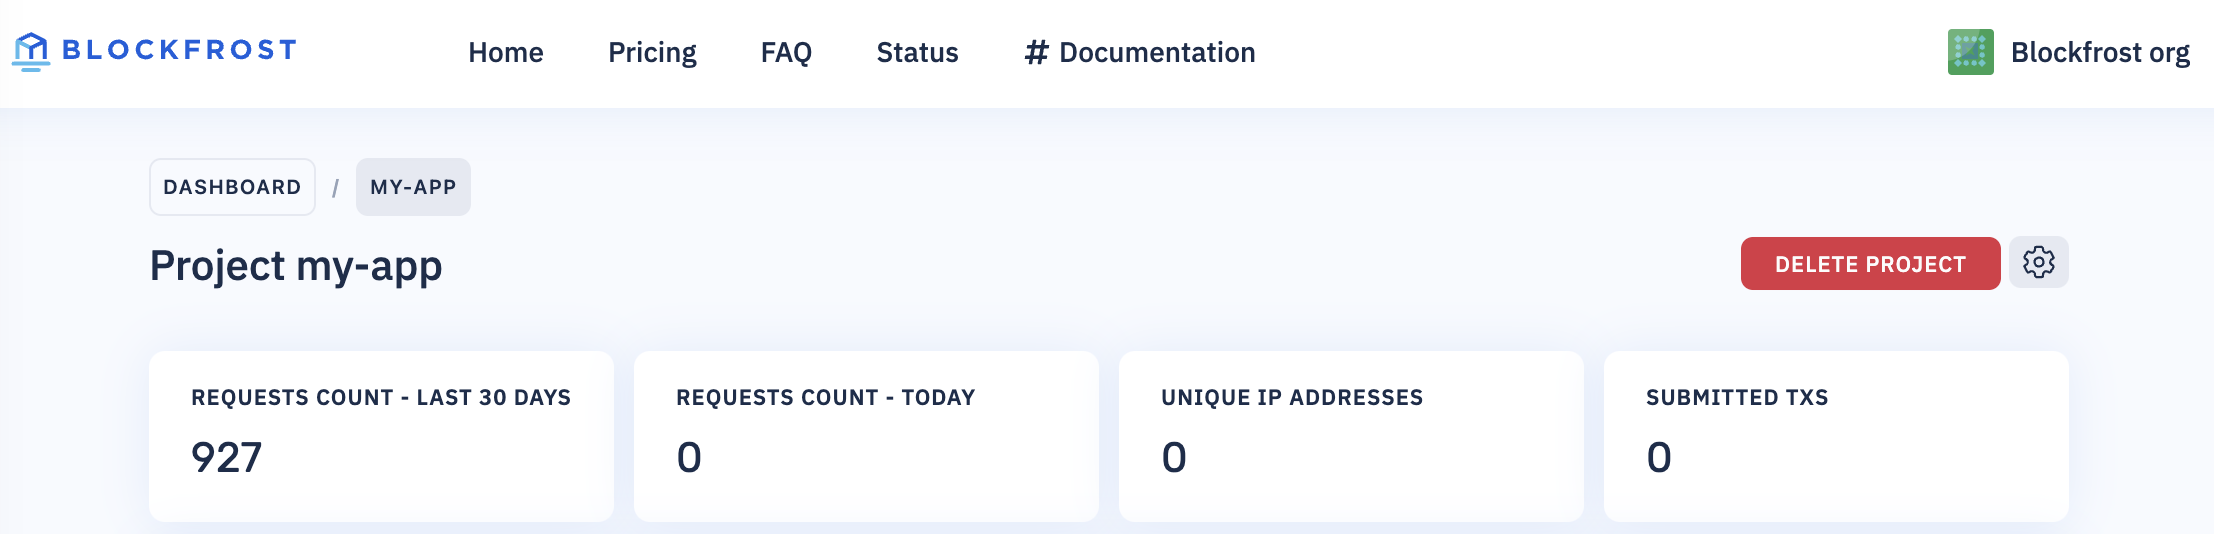 BLOCKFROST Home Pricing FAQ Status # Documentation Blockfrost org
DASHBOARD / MY-APP
Project my-app DELETE PROJECT
REQUESTS COUNT - LAST 30 DAYS
927
REQUESTS COUNT - TODAY
0
UNIQUE IP ADDRESSES
0
SUBMITTED TXS
0